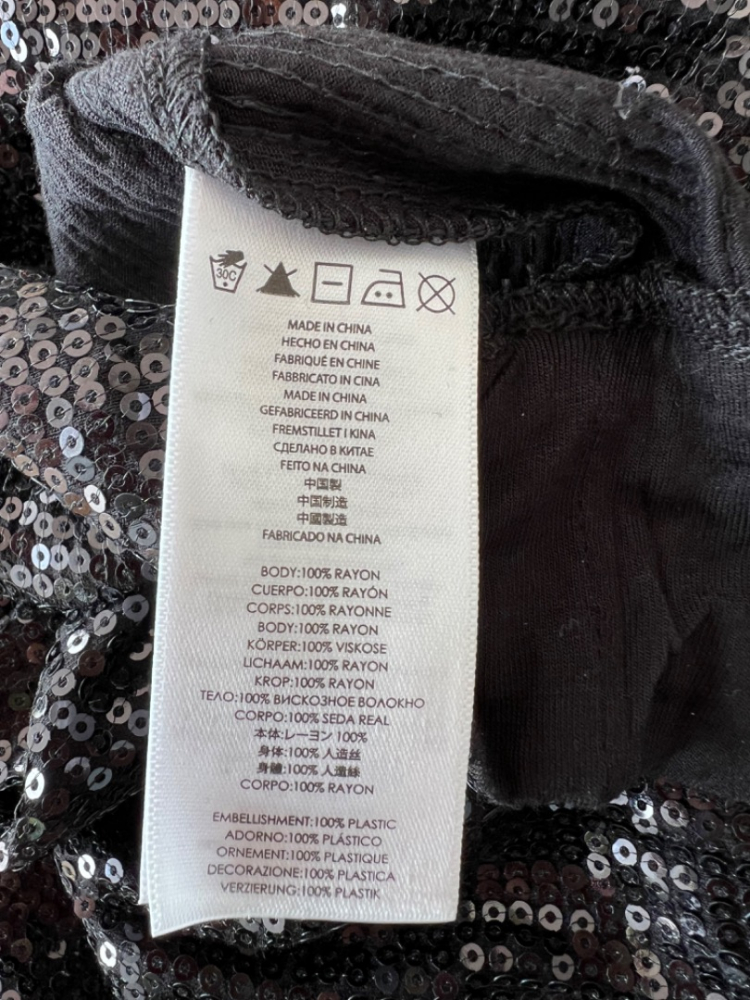 30C
MADE IN CHINA
HECHO EN CHINA
FABRIQUÉ EN CHINE
FABBRICATO IN CINA
MADE IN CHINA
GEFABRICEERD IN CHINA
FREMSTILLET I KINA
СДЕЛАНО В КИТАЕ
FEITO NA CHINA
中国製
中国制造
中國製造
FABRICADO NA CHINA
BODY:100% RAYON
CUERPO:100% RAYÓN
CORPS:100% RAYONNE
BODY:100% RAYON
KÖRPER:100% VISKOSE
LICHAAM:100% RAYON
KROP:100% RAYON
ТЕЛО:100% ВИСКОЗНОЕ ВОЛОКНО
CORPO:100% SEDA REAL
本体:レーヨン 100%
身体:100% 人造丝
身體:100% 人造絲
CORPO:100% RAYON
EMBELLISHMENT:100% PLASTIC
ADORNO:100% PLÁSTICO
ORNEMENT:100% PLASTIQUE
DECORAZIONE:100% PLASTICA
VERZIERUNG:100% PLASTIK